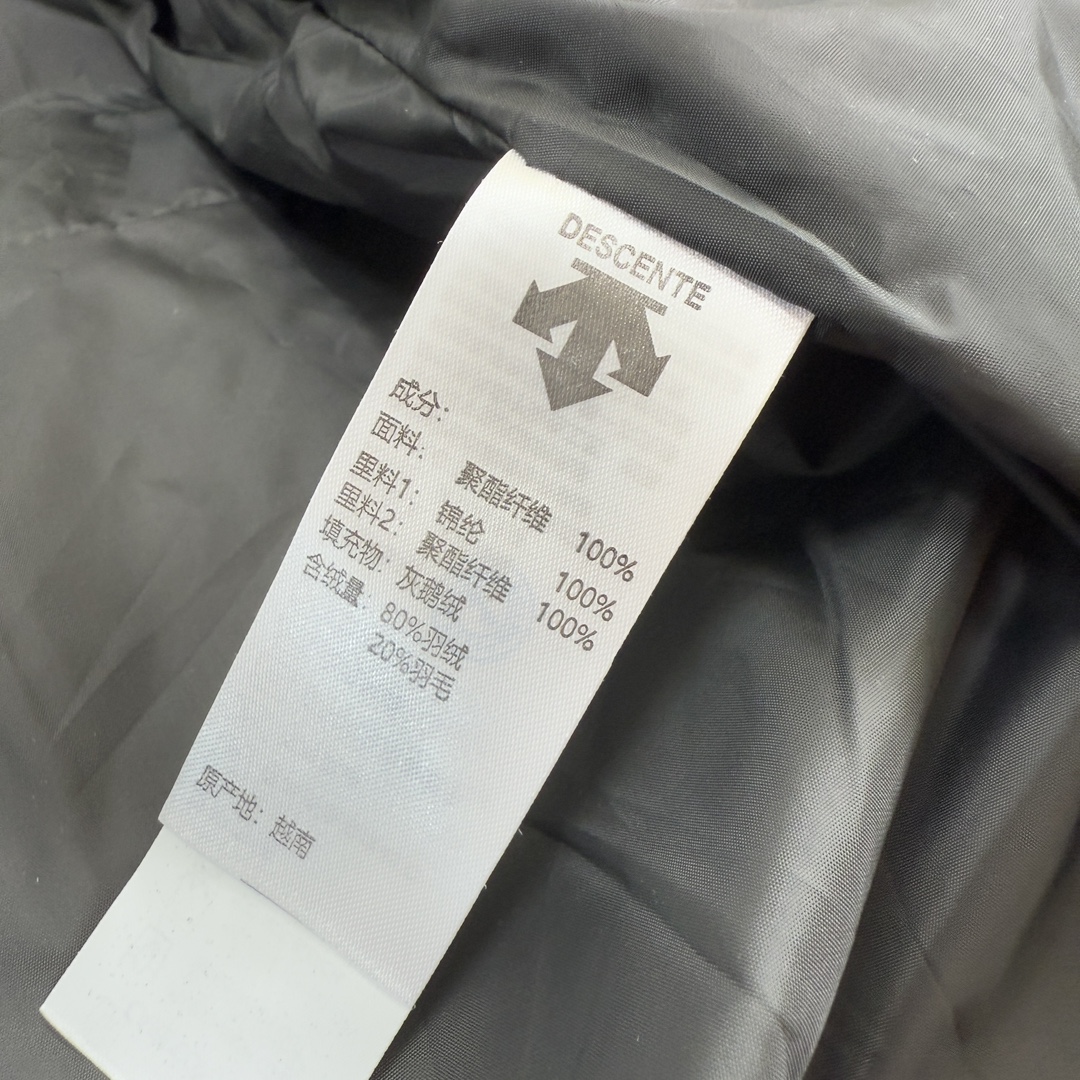 DESCENTE
成分：
面料： 聚酯纤维 100%
里料1： 锦纶 100%
里料2： 聚酯纤维 100%
填充物： 灰鹅绒
含绒量： 80%羽绒
20%羽毛
原产地： 越南